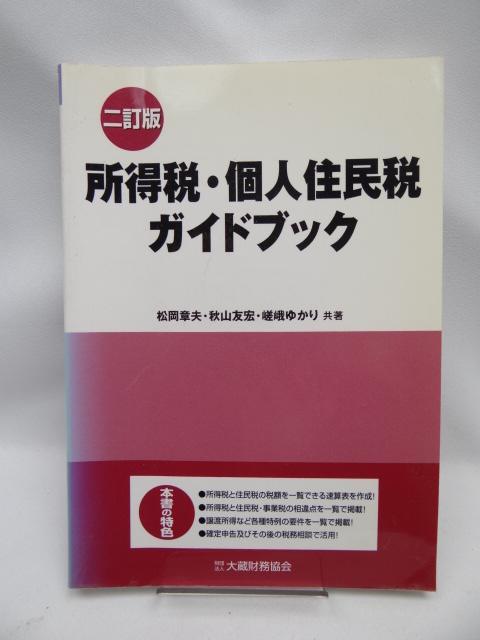 二訂版
所得税・個人住民税
ガイドブック
松岡章夫・秋山友宏・嵯峨ゆかり 共著
本書の特色
●所得税と住民税の税額を一覧できる速算表を作成!
●所得税と住民税・事業税の相違点を一覧で掲載!
●譲渡所得など各種特例の要件を一覧で掲載!
●確定申告及びその後の税務相談で活用!
財団法人 大蔵財務協会